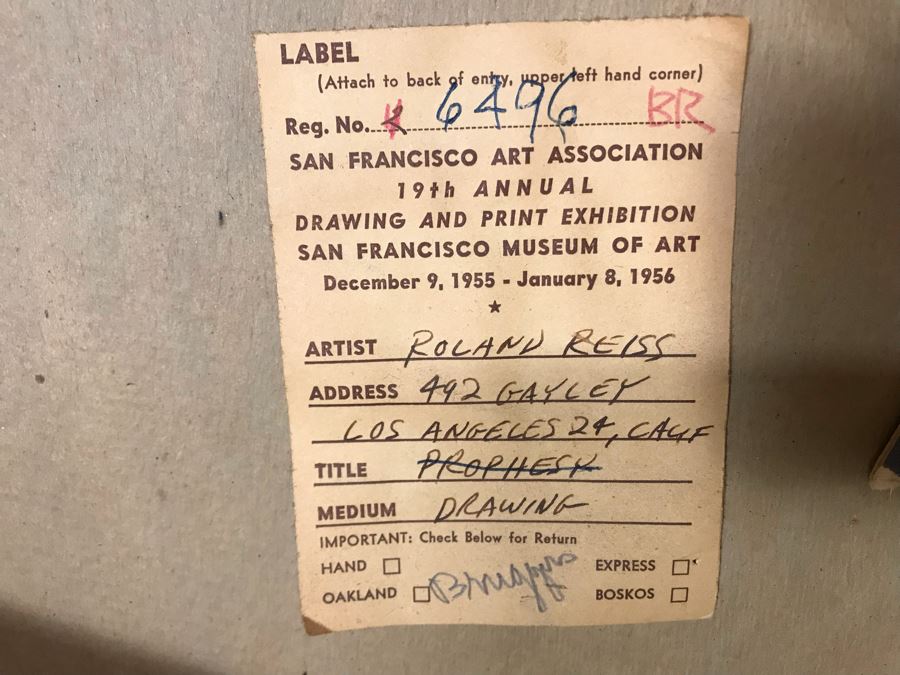 LABEL
(Attach to back of entry, upper left hand corner)
Reg. No. 6496 BR
SAN FRANCISCO ART ASSOCIATION
19th ANNUAL
DRAWING AND PRINT EXHIBITION
SAN FRANCISCO MUSEUM OF ART
December 9, 1955 - January 8, 1956
ARTIST ROLAND REISS
ADDRESS 492 GAYLEY
LOS ANGELES 24, CALIF
TITLE PROPHESY
MEDIUM DRAWING
IMPORTANT: Check Below for Return
HAND EXPRESS
OAKLAND BOSKOS